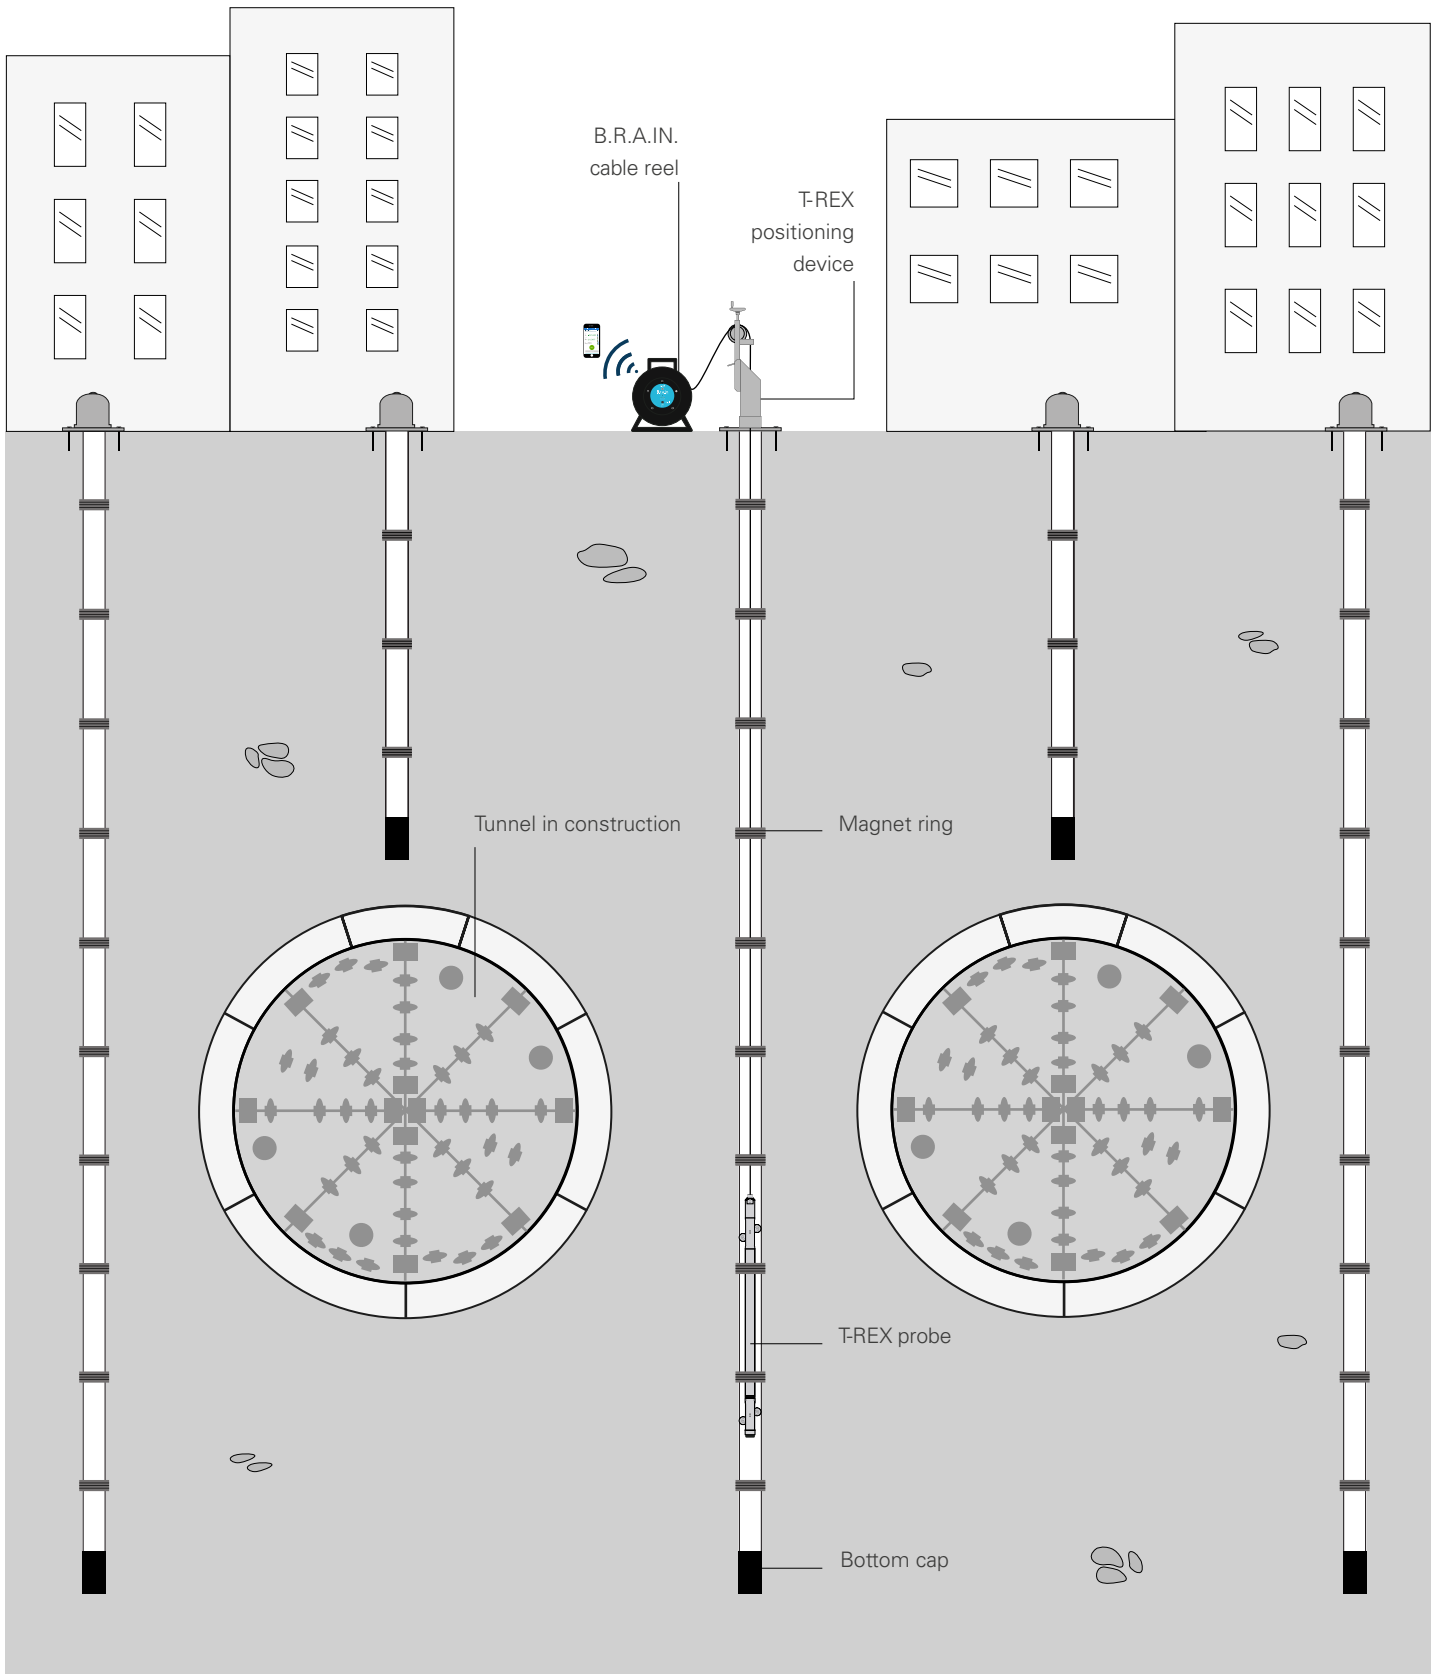 B.R.A.IN.
cable reel
T-REX
positioning
device
Tunnel in construction
Magnet ring
T-REX probe
Bottom cap